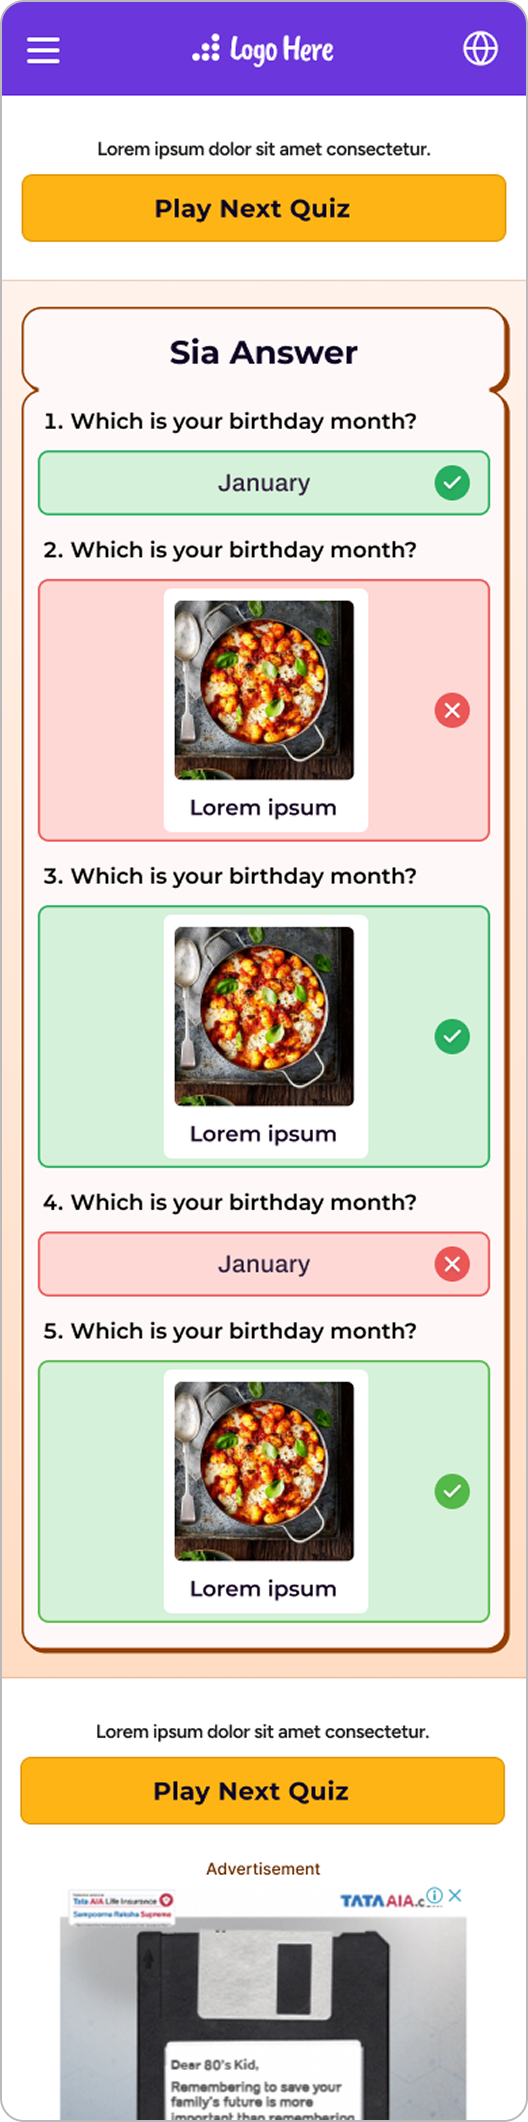 Logo Here
Lorem ipsum dolor sit amet consectetur.
Play Next Quiz
Sia Answer
1. Which is your birthday month?
January
2. Which is your birthday month?
Lorem ipsum
3. Which is your birthday month?
Lorem ipsum
4. Which is your birthday month?
January
5. Which is your birthday month?
Lorem ipsum
Lorem ipsum dolor sit amet consectetur.
Play Next Quiz
Advertisement
Tata AIA Life Insurance
Sampoorna Raksha Supreme
TATA AIA.c
Dear 80's Kid,
Remembering to save your
family's future is more
important than remembering